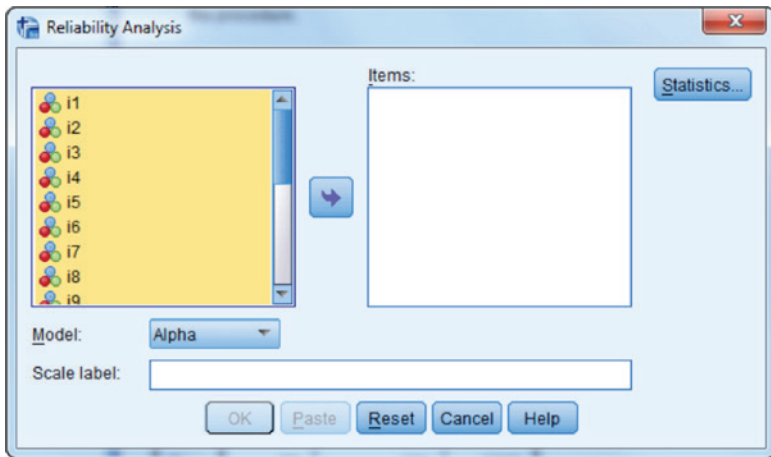 Reliability Analysis
Items:
Statistics...
i1
i2
i3
i4
i5
i6
i7
i8
i9
Model: Alpha
Scale label:
OK Paste Reset Cancel Help